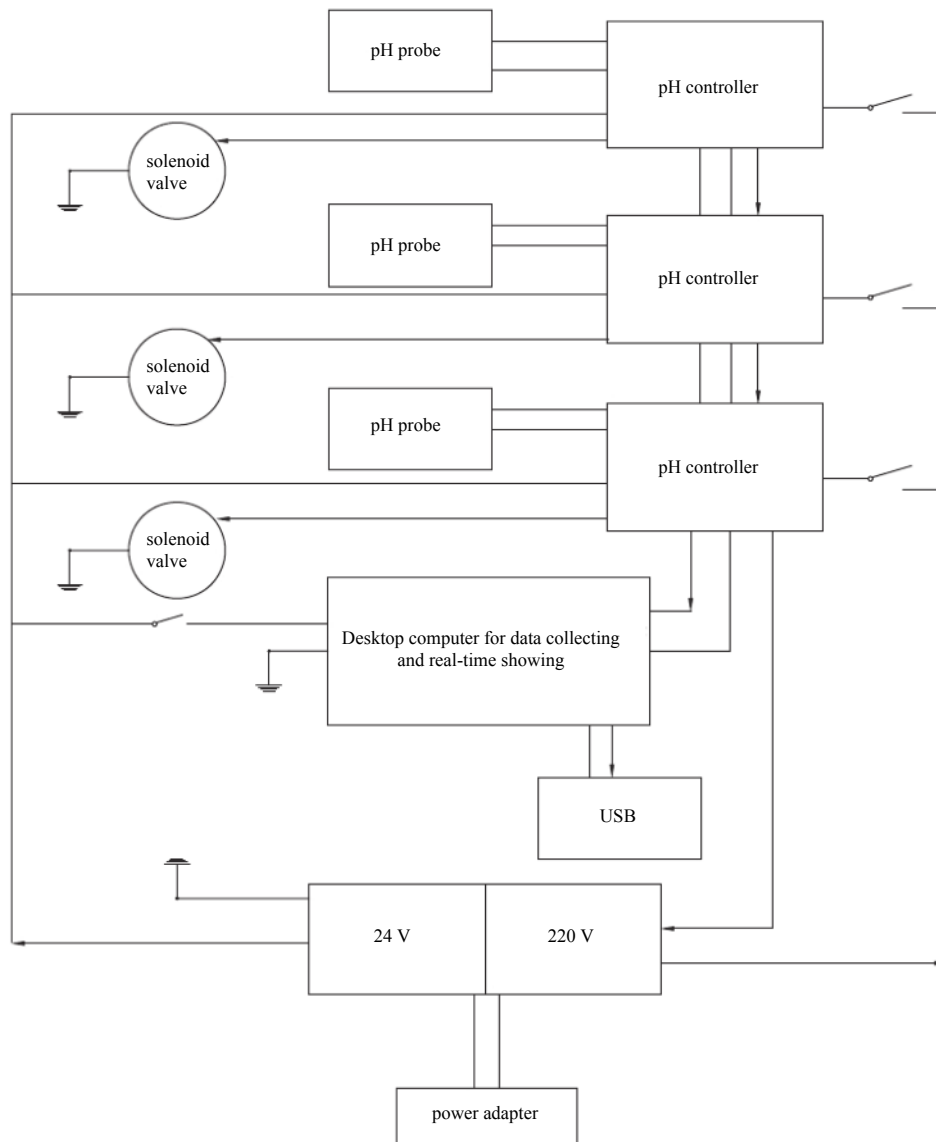 pH probe
pH controller
solenoid
valve
pH probe
pH controller
solenoid
valve
pH probe
pH controller
solenoid
valve
Desktop computer for data collecting
and real-time showing
USB
24 V
220 V
power adapter